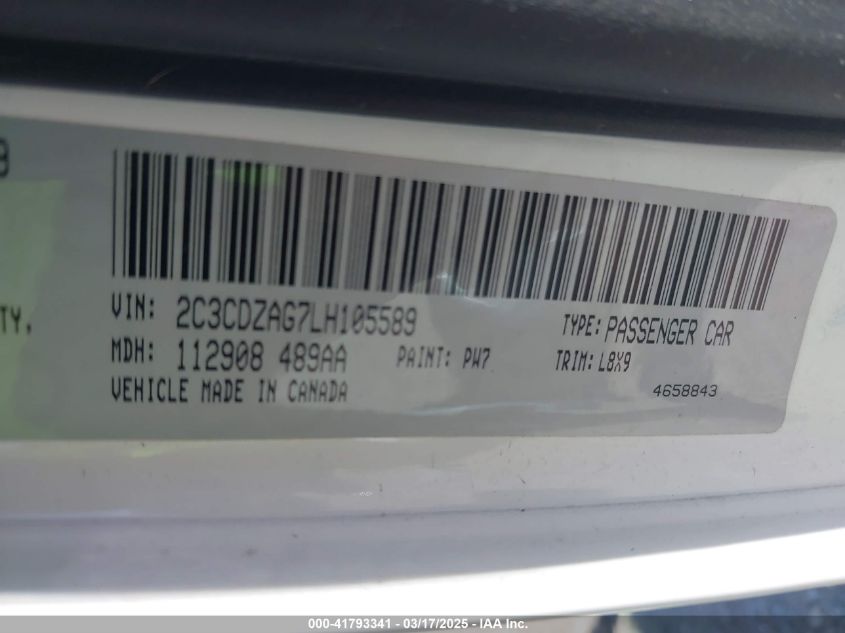 TY,
VIN: 2C3CDZAG7LH105589 TYPE: PASSENGER CAR
MDH: 112908 489AA PAINT: PW7 TRIM: L8X9
VEHICLE MADE IN CANADA 4658843
000-41793341 - 03/17/2025 - IAA Inc.